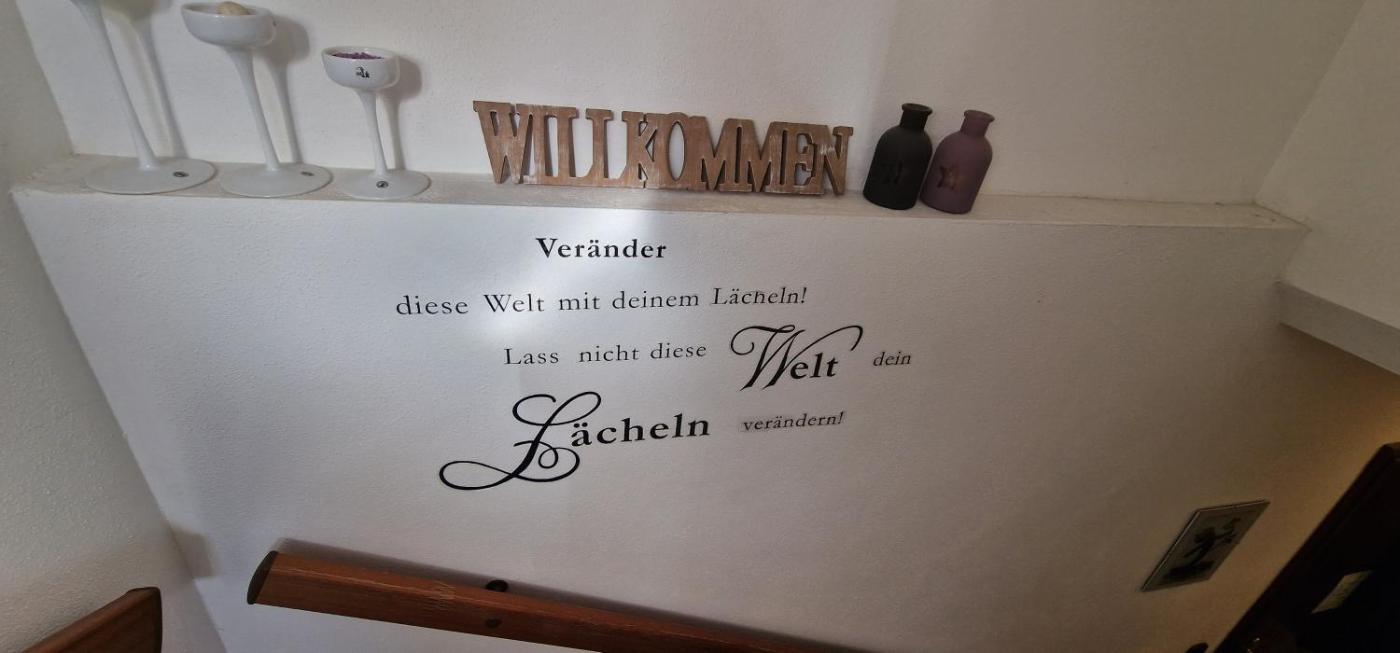 WILLKOMMEN
Veränder
diese Welt mit deinem Lächeln!
Lass nicht diese Welt dein
Lächeln verändern!